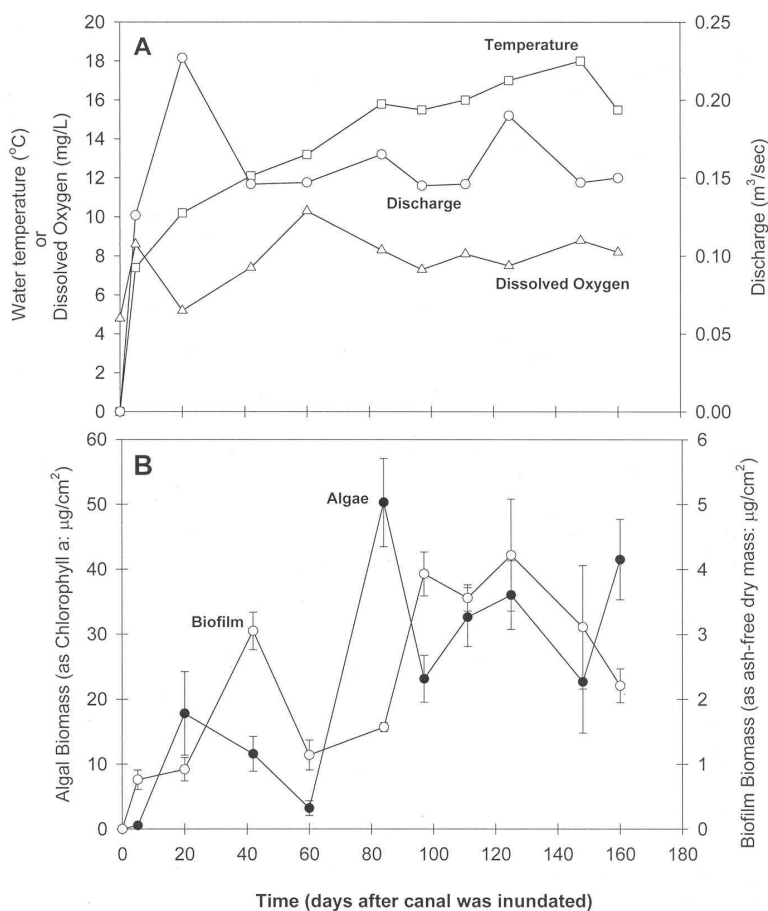 A
Temperature
Discharge
Dissolved Oxygen
Water temperature (°C)
or
Dissolved Oxygen (mg/L)
20
18
16
14
12
10
8
6
4
2
0
Discharge (m³/sec)
0.25
0.20
0.15
0.10
0.05
0.00
B
Algae
Biofilm
Algal Biomass (as Chlorophyll a: μg/cm²)
60
50
40
30
20
10
0
Biofilm Biomass (as ash-free dry mass: μg/cm²)
6
5
4
3
2
1
0
0 20 40 60 80 100 120 140 160 180
Time (days after canal was inundated)